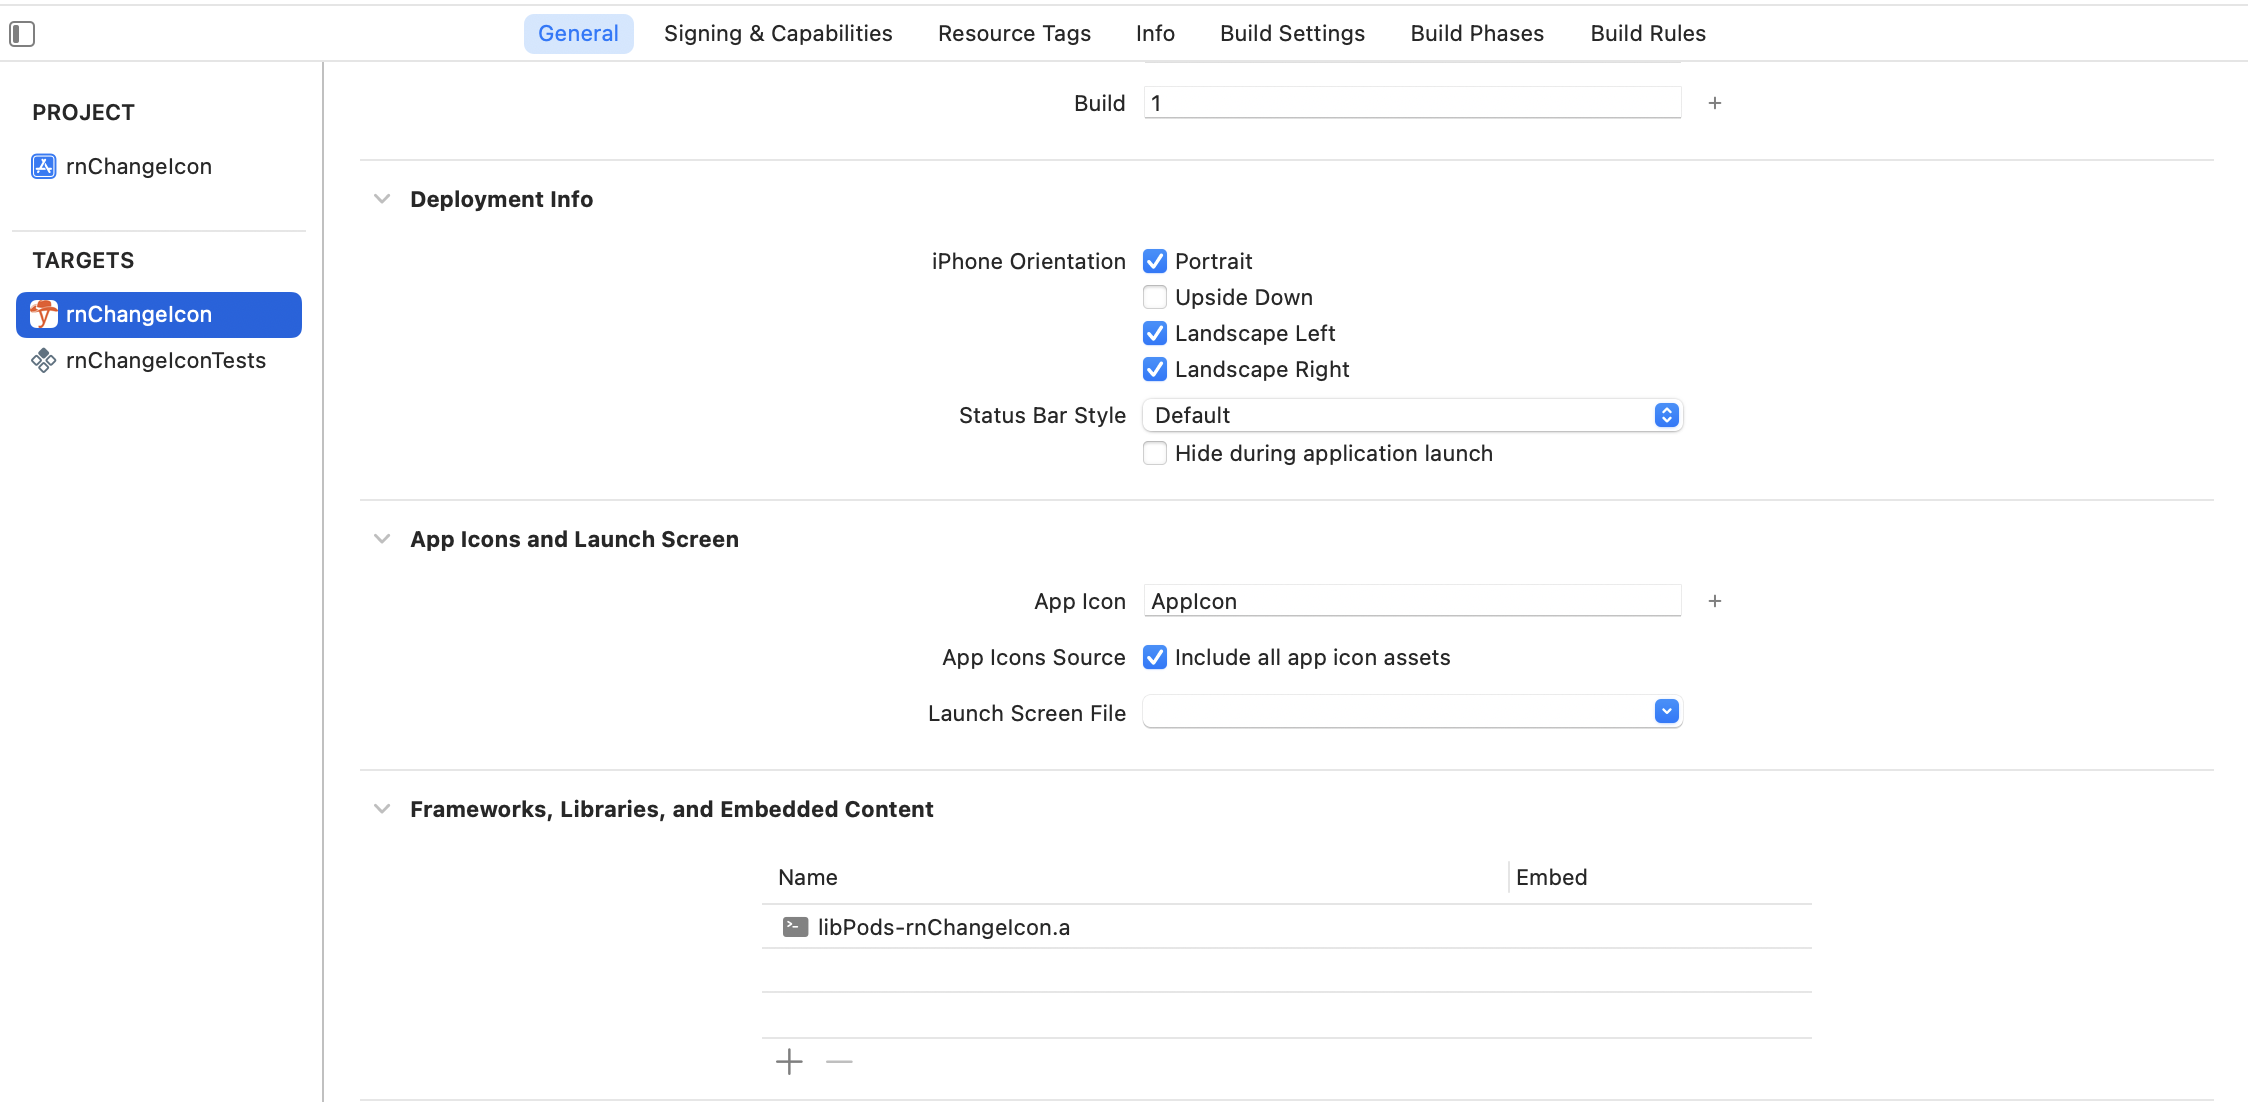 General Signing & Capabilities Resource Tags Info Build Settings Build Phases Build Rules
PROJECT
rnChangeIcon
TARGETS
rnChangeIcon
rnChangeIconTests
Build 1
Deployment Info
iPhone Orientation Portrait
Upside Down
Landscape Left
Landscape Right
Status Bar Style Default
Hide during application launch
App Icons and Launch Screen
App Icon AppIcon
App Icons Source Include all app icon assets
Launch Screen File
Frameworks, Libraries, and Embedded Content
Name Embed
libPods-rnChangeIcon.a